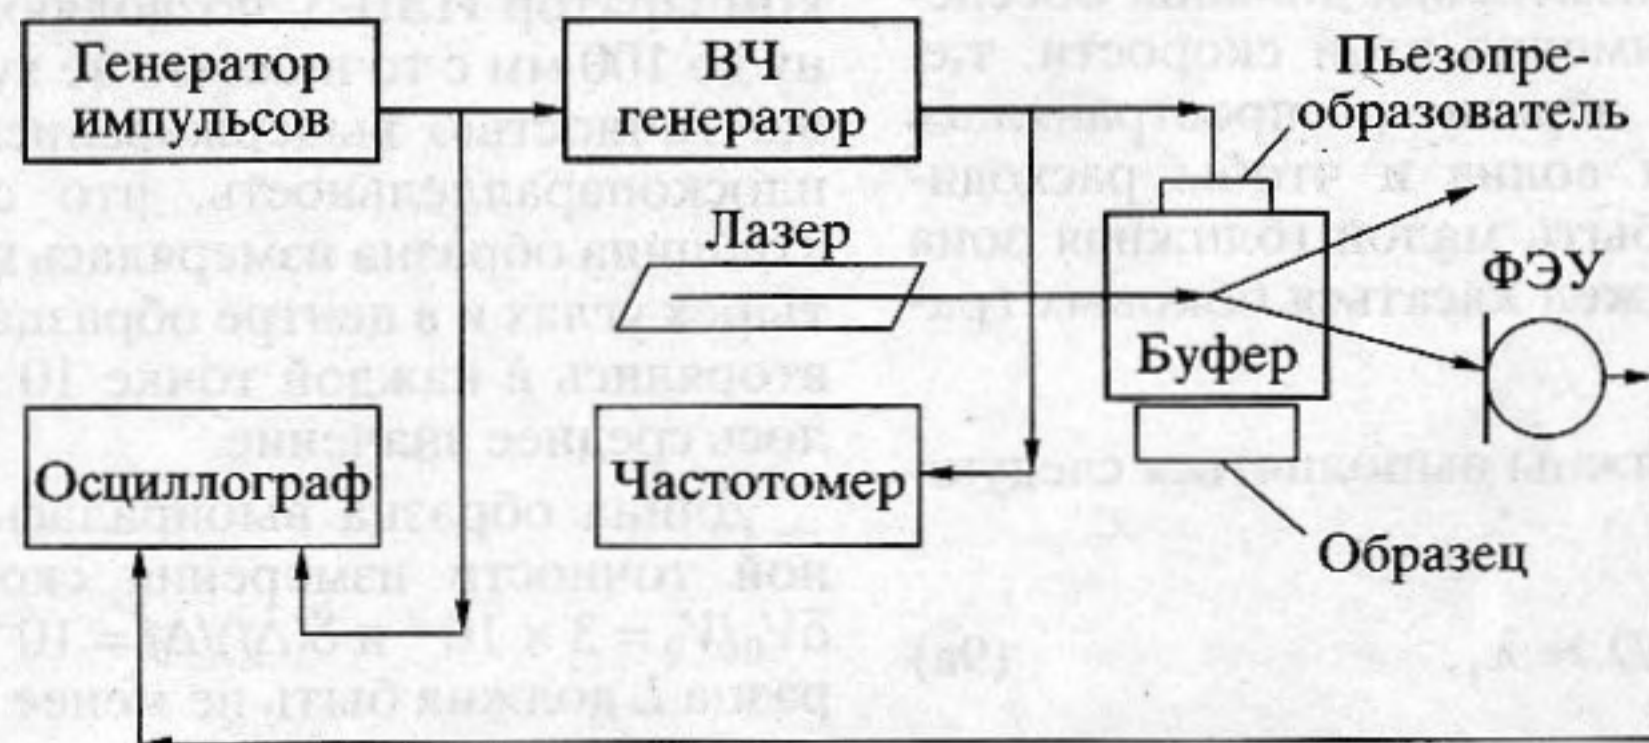 Генератор
импульсов
ВЧ
генератор
Пьезопре-
образователь
Лазер
ФЭУ
Буфер
Осциллограф
Частотомер
Образец